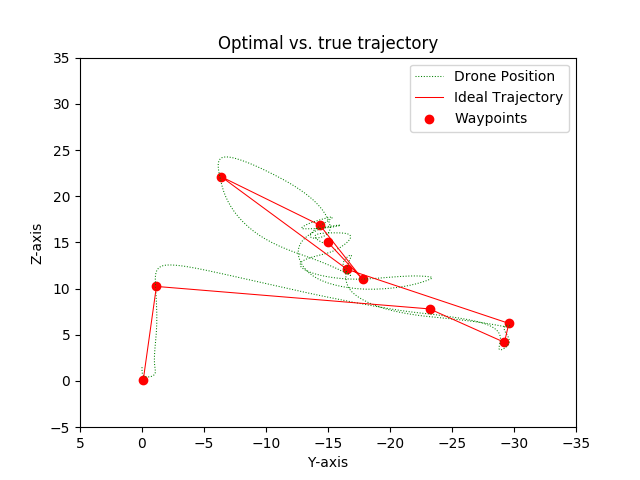 Optimal vs. true trajectory
Drone Position
Ideal Trajectory
Waypoints
35
30
25
20
15
10
5
0
−5
Z-axis
5 0 −5 −10 −15 −20 −25 −30 −35
Y-axis